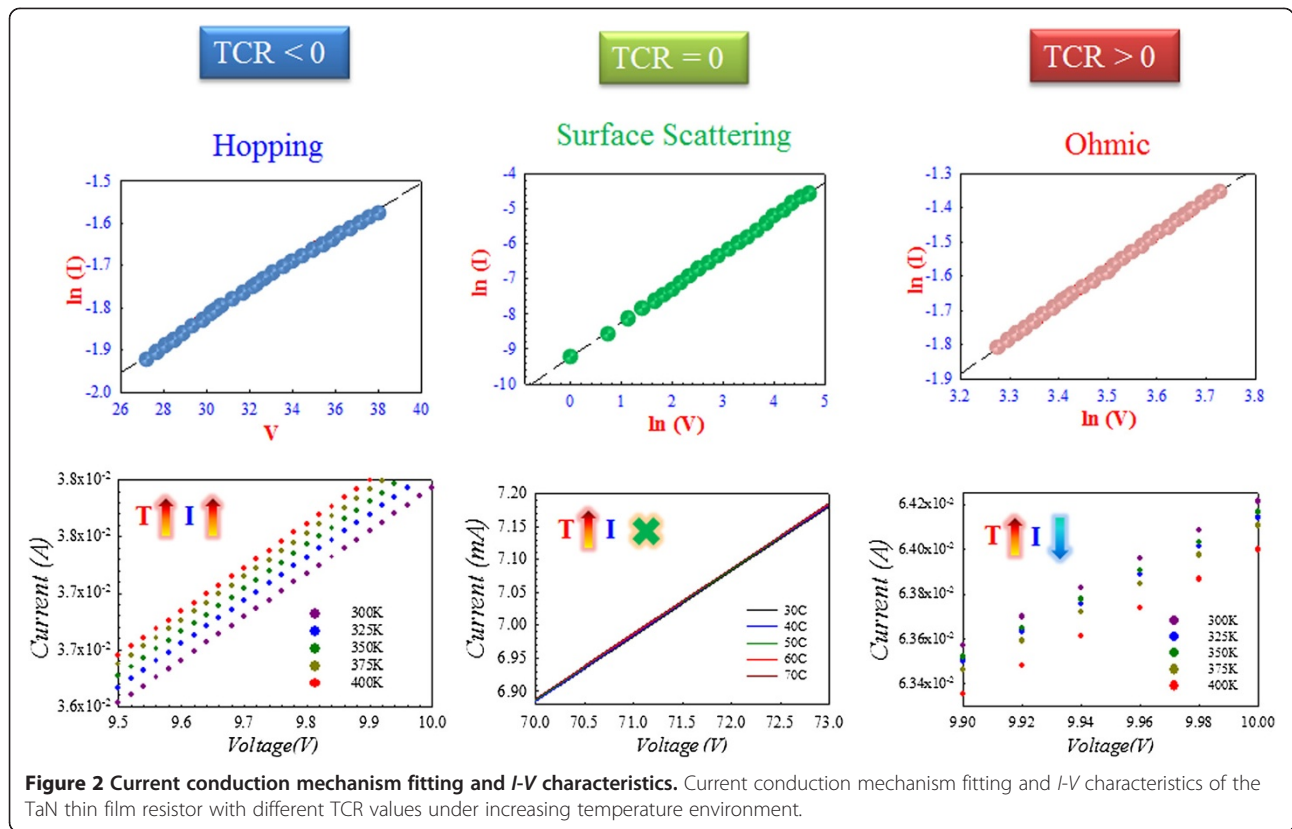 TCR < 0
TCR = 0
TCR > 0
Hopping
Surface Scattering
Ohmic
ln (I)
-1.5
-1.6
-1.7
-1.8
-1.9
-2.0
26 28 30 32 34 36 38 40
V
ln (I)
-4
-5
-6
-7
-8
-9
-10
0 1 2 3 4 5
ln (V)
ln (I)
-1.3
-1.4
-1.5
-1.6
-1.7
-1.8
-1.9
3.2 3.3 3.4 3.5 3.6 3.7 3.8
ln (V)
Current (A)
3.8x10⁻²
3.8x10⁻²
3.7x10⁻²
3.7x10⁻²
3.6x10⁻²
T I
300K
325K
350K
375K
400K
9.5 9.6 9.7 9.8 9.9 10.0
Voltage(V)
Current (mA)
7.20
7.15
7.10
7.05
7.00
6.95
6.90
T I
30C
40C
50C
60C
70C
70.0 70.5 71.0 71.5 72.0 72.5 73.0
Voltage (V)
Current (A)
6.42x10⁻²
6.40x10⁻²
6.38x10⁻²
6.36x10⁻²
6.34x10⁻²
T I
300K
325K
350K
375K
400K
9.90 9.92 9.94 9.96 9.98 10.00
Voltage(V)
Figure 2 Current conduction mechanism fitting and I-V characteristics. Current conduction mechanism fitting and I-V characteristics of the
TaN thin film resistor with different TCR values under increasing temperature environment.